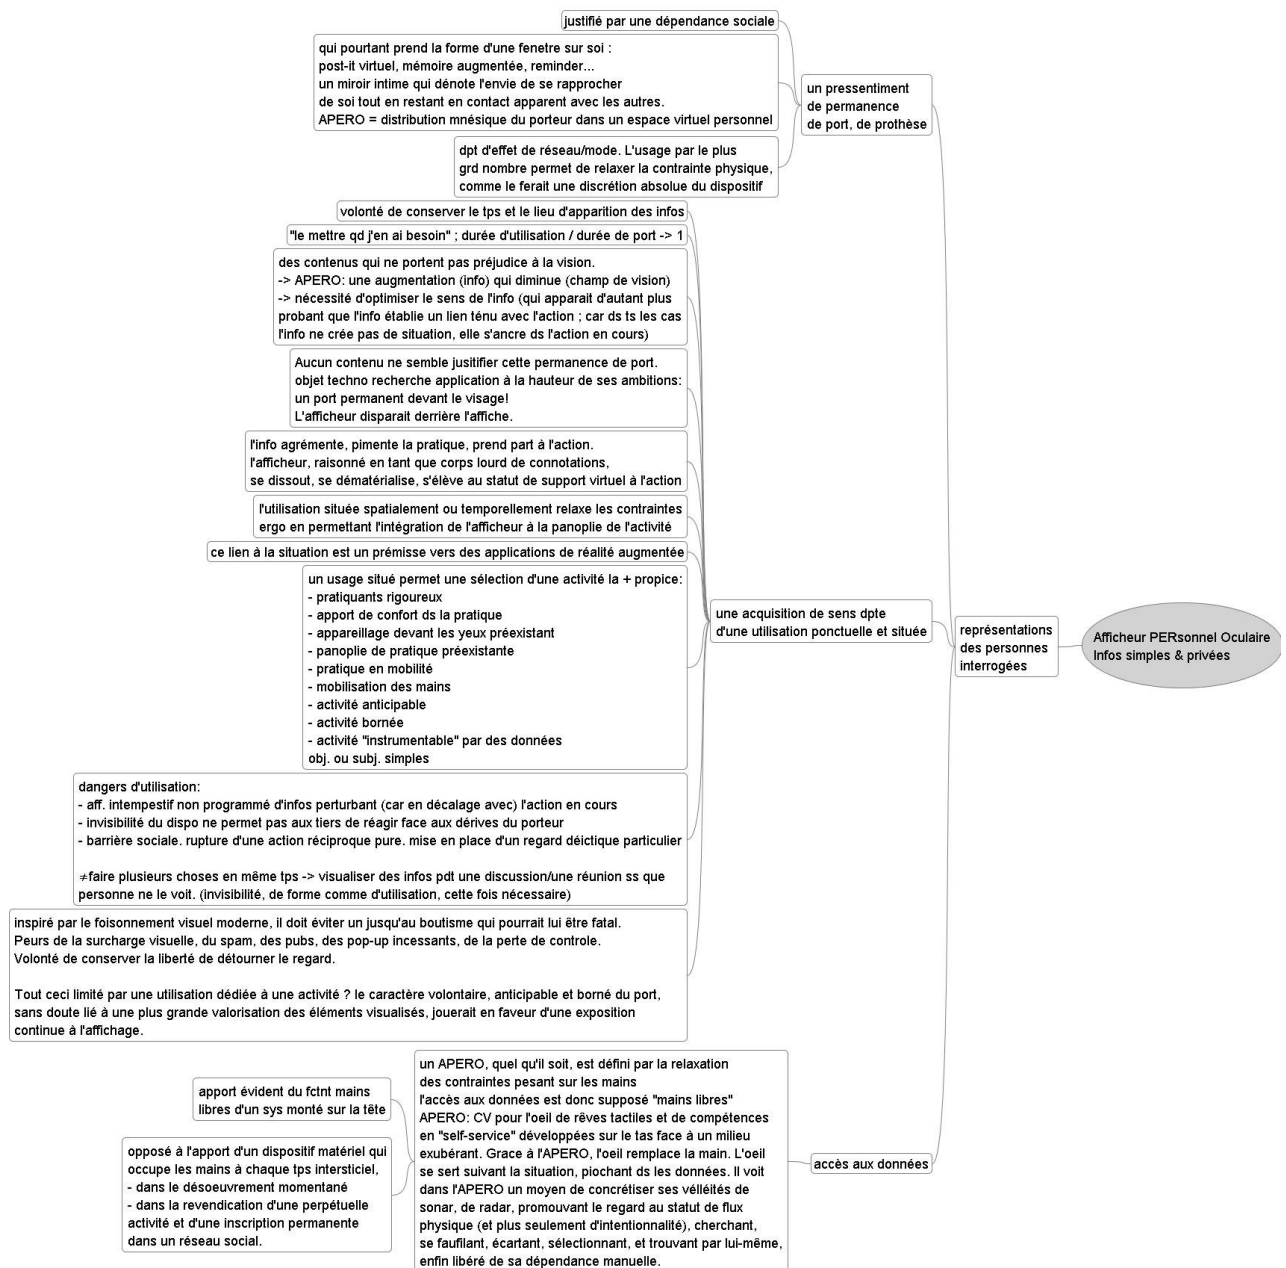 justifié par une dépendance sociale
qui pourtant prend la forme d'une fenetre sur soi :
post-it virtuel, mémoire augmentée, reminder...
un miroir intime qui dénote l'envie de se rapprocher
de soi tout en restant en contact apparent avec les autres.
APERO = distribution mnésique du porteur dans un espace virtuel personnel
dpt d'effet de réseau/mode. L'usage par le plus
grd nombre permet de relaxer la contrainte physique,
comme le ferait une discrétion absolue du dispositif
un pressentiment
de permanence
de port, de prothèse
volonté de conserver le tps et le lieu d'apparition des infos
"le mettre qd j'en ai besoin" ; durée d'utilisation / durée de port -> 1
des contenus qui ne portent pas préjudice à la vision.
-> APERO: une augmentation (info) qui diminue (champ de vision)
-> nécessité d'optimiser le sens de l'info (qui apparait d'autant plus
probant que l'info établie un lien ténu avec l'action ; car ds ts les cas
l'info ne crée pas de situation, elle s'ancre ds l'action en cours)
Aucun contenu ne semble jusitifier cette permanence de port.
objet techno recherche application à la hauteur de ses ambitions:
un port permanent devant le visage!
L'afficheur disparait derrière l'affiche.
l'info agrémente, pimente la pratique, prend part à l'action.
l'afficheur, raisonné en tant que corps lourd de connotations,
se dissout, se dématérialise, s'élève au statut de support virtuel à l'action
l'utilisation située spatialement ou temporellement relaxe les contraintes
ergo en permettant l'intégration de l'afficheur à la panoplie de l'activité
ce lien à la situation est un prémisse vers des applications de réalité augmentée
un usage situé permet une sélection d'une activité la + propice:
- pratiquants rigoureux
- apport de confort ds la pratique
- appareillage devant les yeux préexistant
- panoplie de pratique préexistante
- pratique en mobilité
- mobilisation des mains
- activité anticipable
- activité bornée
- activité "instrumentable" par des données
obj. ou subj. simples
dangers d'utilisation:
- aff. intempestif non programmé d'infos perturbant (car en décalage avec) l'action en cours
- invisibilité du dispo ne permet pas aux tiers de réagir face aux dérives du porteur
- barrière sociale. rupture d'une action réciproque pure. mise en place d'un regard déictique particulier
≠faire plusieurs choses en même tps -> visualiser des infos pdt une discussion/une réunion ss que
personne ne le voit. (invisibilité, de forme comme d'utilisation, cette fois nécessaire)
inspiré par le foisonnement visuel moderne, il doit éviter un jusqu'au boutisme qui pourrait lui être fatal.
Peurs de la surcharge visuelle, du spam, des pubs, des pop-up incessants, de la perte de controle.
Volonté de conserver la liberté de détourner le regard.
Tout ceci limité par une utilisation dédiée à une activité ? le caractère volontaire, anticipable et borné du port,
sans doute lié à une plus grande valorisation des éléments visualisés, jouerait en faveur d'une exposition
continue à l'affichage.
une acquisition de sens dpte
d'une utilisation ponctuelle et située
représentations
des personnes
interrogées
Afficheur PERsonnel Oculaire
Infos simples & privées
apport évident du fctnt mains
libres d'un sys monté sur la tête
opposé à l'apport d'un dispositif matériel qui
occupe les mains à chaque tps intersticiel,
- dans le désoeuvrement momentané
- dans la revendication d'une perpétuelle
activité et d'une inscription permanente
dans un réseau social.
un APERO, quel qu'il soit, est défini par la relaxation
des contraintes pesant sur les mains
l'accès aux données est donc supposé "mains libres"
APERO: CV pour l'oeil de rêves tactiles et de compétences
en "self-service" développées sur le tas face à un milieu
exubérant. Grace à l'APERO, l'oeil remplace la main. L'oeil
se sert suivant la situation, piochant ds les données. Il voit
dans l'APERO un moyen de concrétiser ses vélléités de
sonar, de radar, promouvant le regard au statut de flux
physique (et plus seulement d'intentionnalité), cherchant,
se faufilant, écartant, sélectionnant, et trouvant par lui-même,
enfin libéré de sa dépendance manuelle.
accès aux données